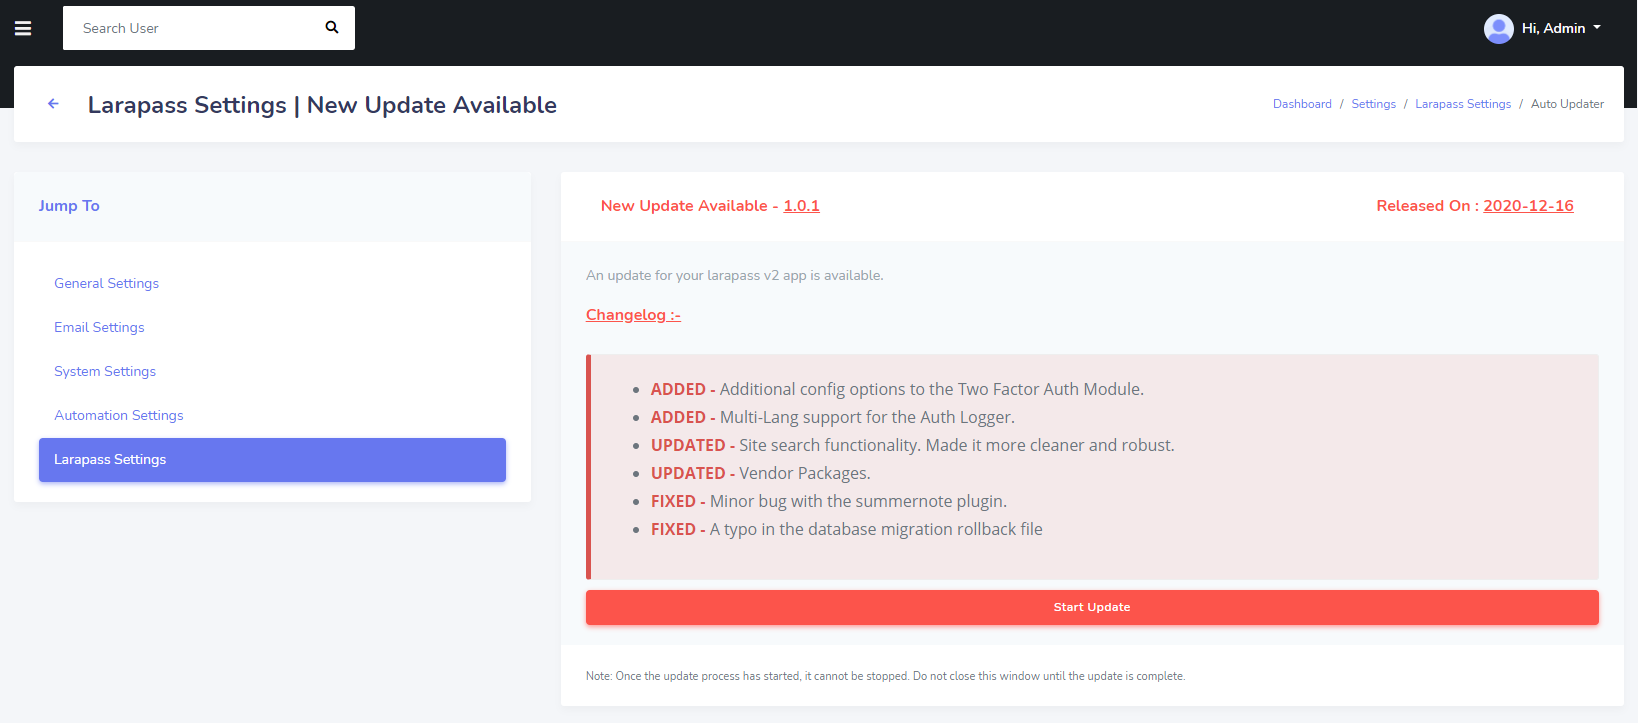 Search User
Hi, Admin
Larapass Settings | New Update Available
Dashboard / Settings / Larapass Settings / Auto Updater
Jump To
General Settings
Email Settings
System Settings
Automation Settings
Larapass Settings
New Update Available - 1.0.1
Released On : 2020-12-16
An update for your larapass v2 app is available.
Changelog :-
ADDED - Additional config options to the Two Factor Auth Module.
ADDED - Multi-Lang support for the Auth Logger.
UPDATED - Site search functionality. Made it more cleaner and robust.
UPDATED - Vendor Packages.
FIXED - Minor bug with the summernote plugin.
FIXED - A typo in the database migration rollback file
Start Update
Note: Once the update process has started, it cannot be stopped. Do not close this window until the update is complete.